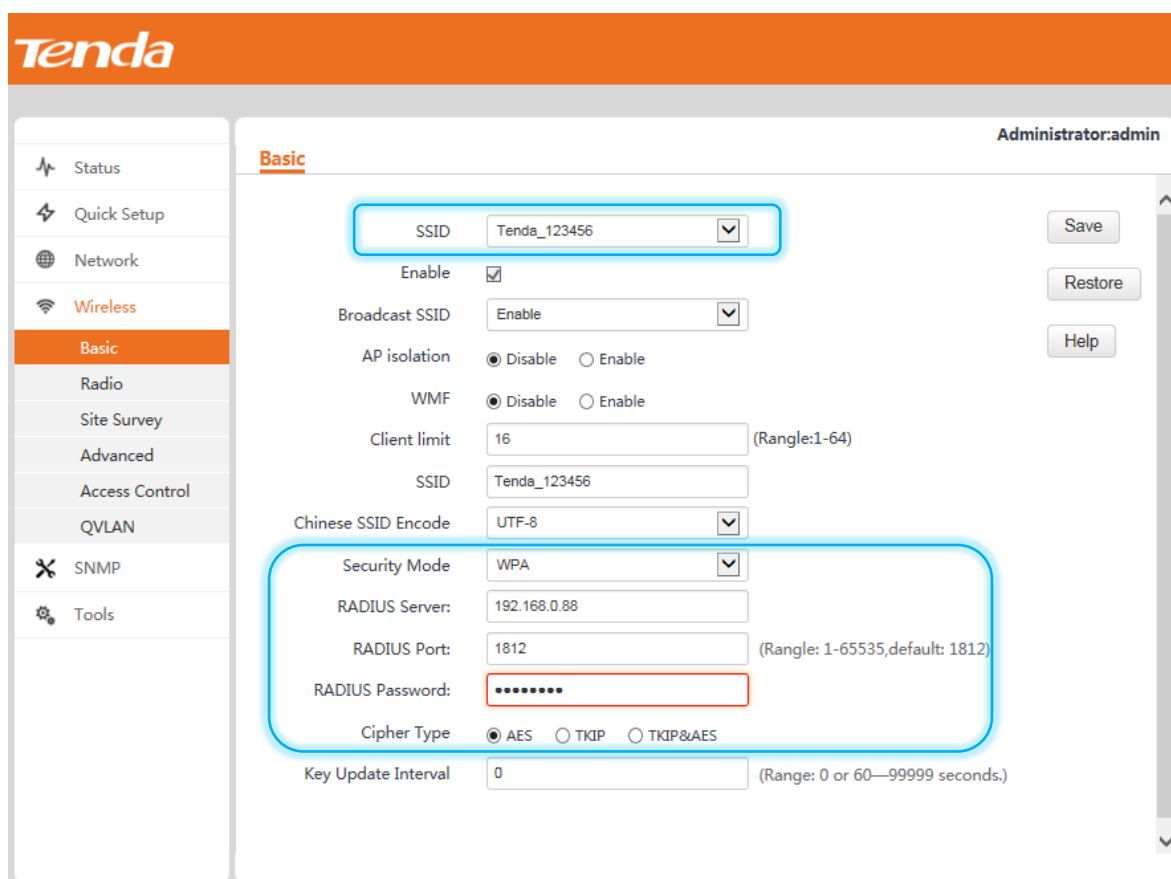 Tenda
Administrator:admin
Status
Quick Setup
Network
Wireless
Basic
Radio
Site Survey
Advanced
Access Control
QVLAN
SNMP
Tools
Basic
SSID Tenda_123456
Enable
Broadcast SSID Enable
AP isolation Disable Enable
WMF Disable Enable
Client limit 16 (Rangle:1-64)
SSID Tenda_123456
Chinese SSID Encode UTF-8
Security Mode WPA
RADIUS Server: 192.168.0.88
RADIUS Port: 1812 (Rangle: 1-65535,default: 1812)
RADIUS Password: ••••••••
Cipher Type AES TKIP TKIP&AES
Key Update Interval 0 (Range: 0 or 60—99999 seconds.)
Save
Restore
Help